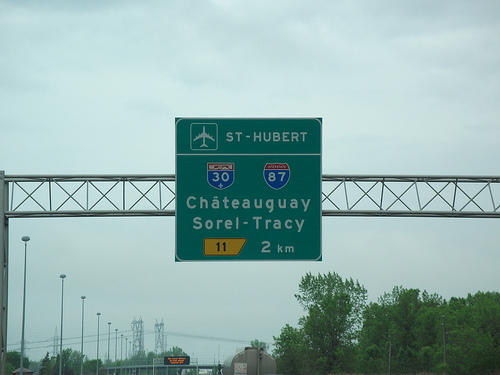 ST-HUBERT
30 87
Châteauguay
Sorel-Tracy
11 2 km